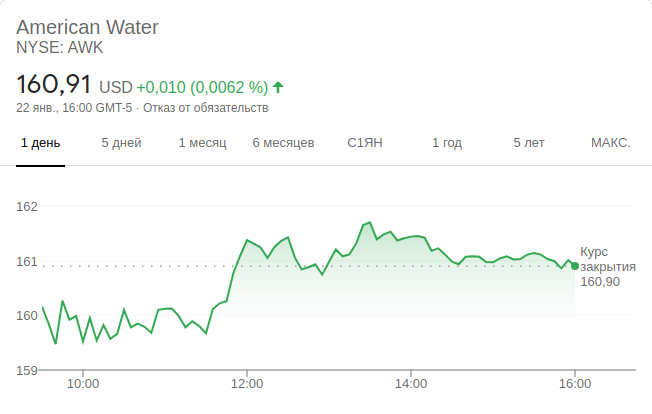 American Water
NYSE: AWK
160,91 USD +0,010 (0,0062 %)
22 янв., 16:00 GMT-5 · Отказ от обязательств
1 день 5 дней 1 месяц 6 месяцев С1ЯН 1 год 5 лет МАКС.
162
161
160
159
Курс
закрытия
160,90
10:00 12:00 14:00 16:00